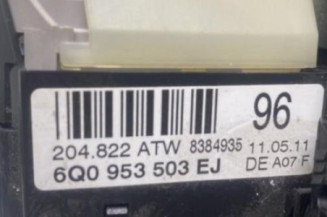 96
204.822 ATW 8384935 11.05.11
6Q0 953 503 EJ DE A07 F